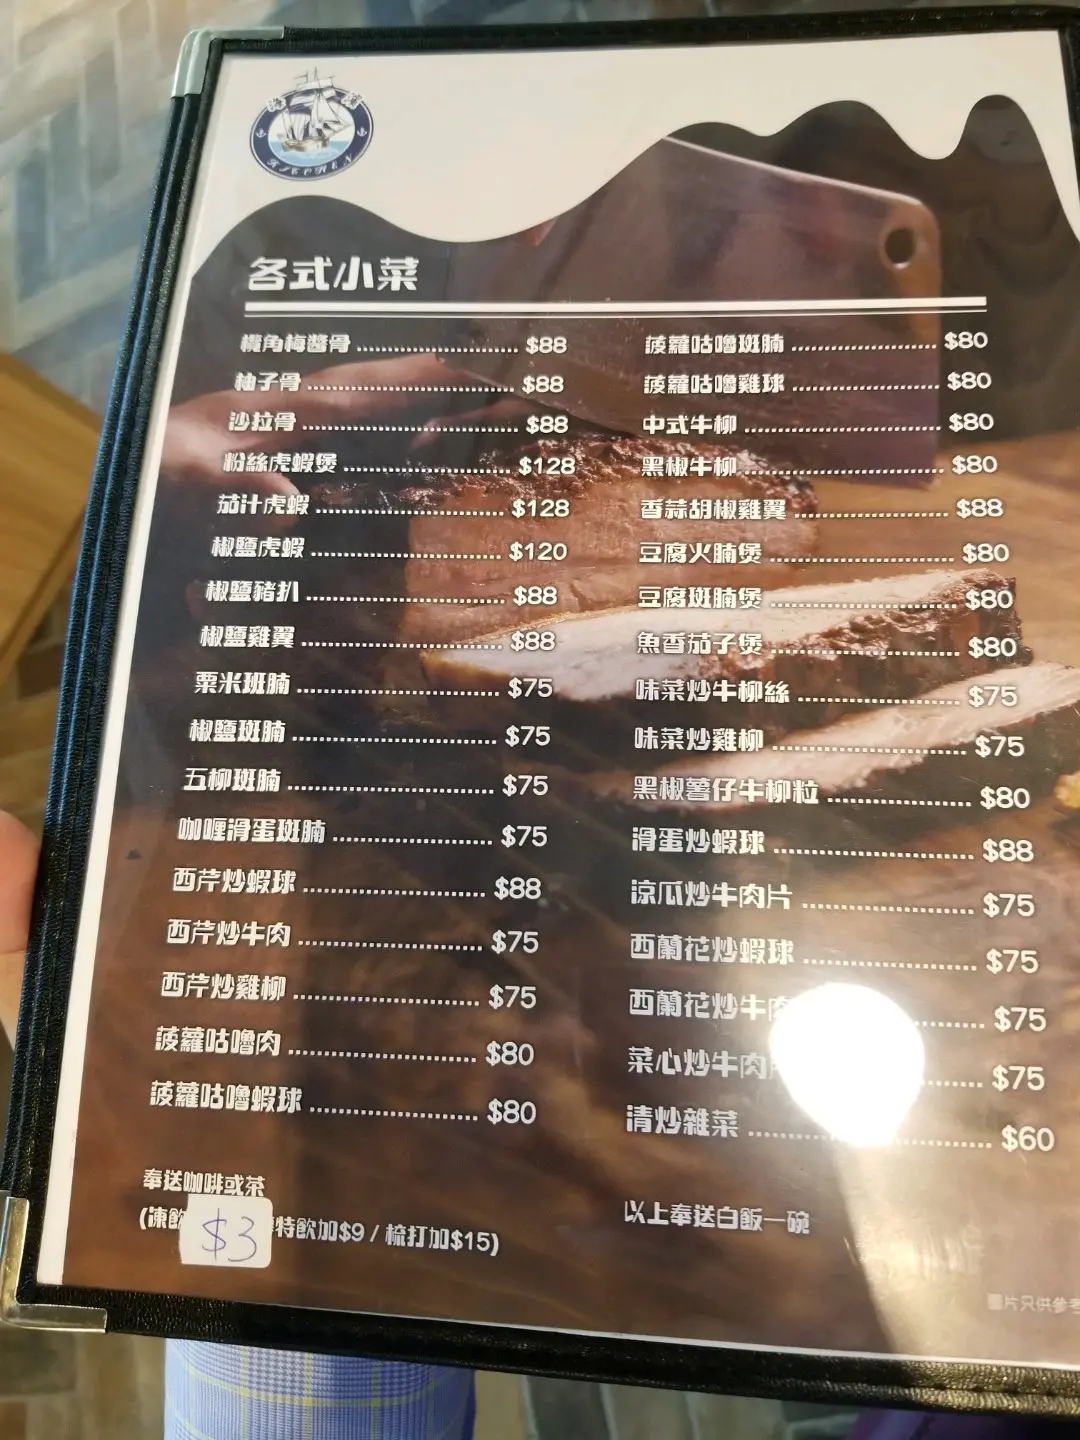 KITCHEN
各式小菜
欖角梅醬骨 $88
柚子骨 $88
沙拉骨 $88
粉絲虎蝦煲 $128
茄汁虎蝦 $128
椒鹽虎蝦 $120
椒鹽豬扒 $88
椒鹽雞翼 $88
粟米斑腩 $75
椒鹽斑腩 $75
五柳斑腩 $75
咖喱滑蛋斑腩 $75
西芹炒蝦球 $88
西芹炒牛肉 $75
西芹炒雞柳 $75
菠蘿咕嚕肉 $80
菠蘿咕嚕蝦球 $80
奉送咖啡或茶
(凍飲 $3 特飲加$9 / 梳打加$15)
菠蘿咕嚕斑腩 $80
菠蘿咕嚕雞球 $80
中式牛柳 $80
黑椒牛柳 $80
香蒜胡椒雞翼 $88
豆腐火腩煲 $80
豆腐斑腩煲 $80
魚香茄子煲 $80
味菜炒牛柳絲 $75
味菜炒雞柳 $75
黑椒薯仔牛柳粒 $80
滑蛋炒蝦球 $88
涼瓜炒牛肉片 $75
西蘭花炒蝦球 $75
西蘭花炒牛肉 $75
菜心炒牛肉 $75
清炒雜菜 $60
以上奉送白飯一碗
圖片只供參考